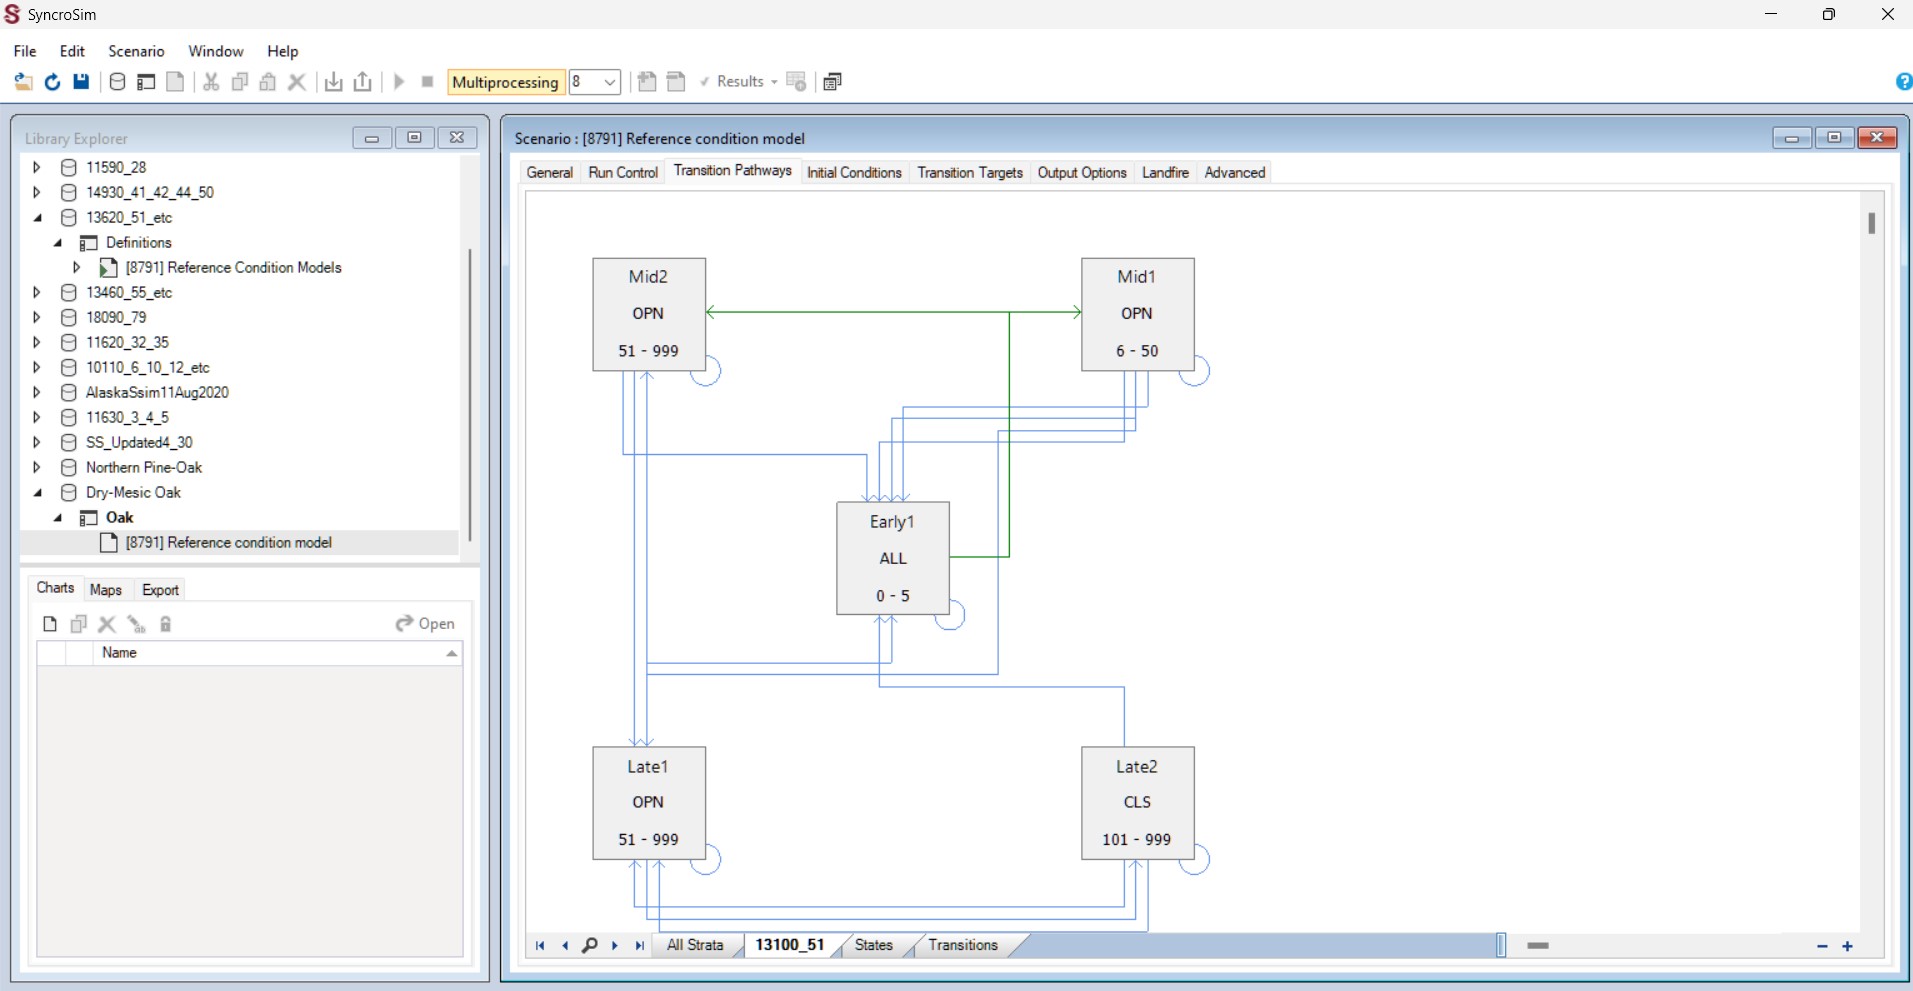 SyncroSim
File Edit Scenario Window Help
Multiprocessing 8 Results
Library Explorer
11590_28
14930_41_42_44_50
13620_51_etc
Definitions
[8791] Reference Condition Models
13460_55_etc
18090_79
11620_32_35
10110_6_10_12_etc
AlaskaSsim11Aug2020
11630_3_4_5
SS_Updated4_30
Northern Pine-Oak
Dry-Mesic Oak
Oak
[8791] Reference condition model
Charts Maps Export
Open
Name
Scenario : [8791] Reference condition model
General Run Control Transition Pathways Initial Conditions Transition Targets Output Options Landfire Advanced
Mid2
OPN
51 - 999
Mid1
OPN
6 - 50
Early1
ALL
0 - 5
Late1
OPN
51 - 999
Late2
CLS
101 - 999
All Strata 13100_51 States Transitions